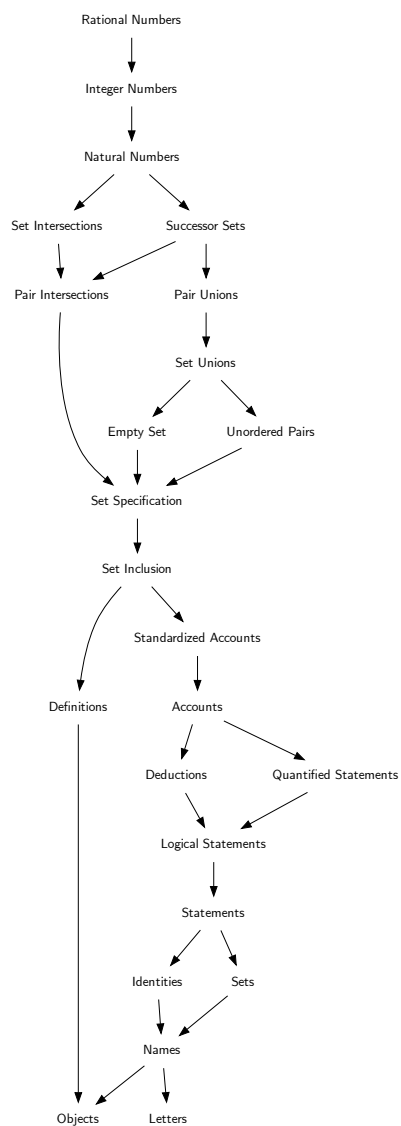 Rational Numbers
Integer Numbers
Natural Numbers
Set Intersections
Successor Sets
Pair Intersections
Pair Unions
Set Unions
Empty Set
Unordered Pairs
Set Specification
Set Inclusion
Standardized Accounts
Definitions
Accounts
Deductions
Quantified Statements
Logical Statements
Statements
Identities
Sets
Names
Objects
Letters